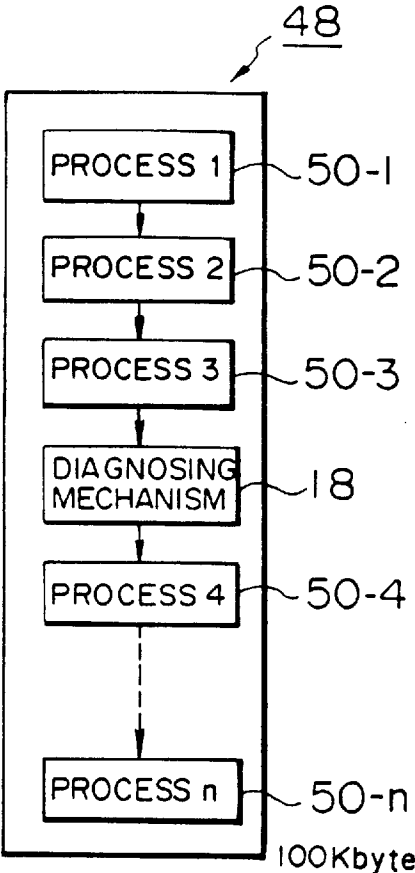 48
PROCESS 1
50-1
PROCESS 2
50-2
PROCESS 3
50-3
DIAGNOSING
MECHANISM
18
PROCESS 4
50-4
PROCESS n
50-n
100Kbyte